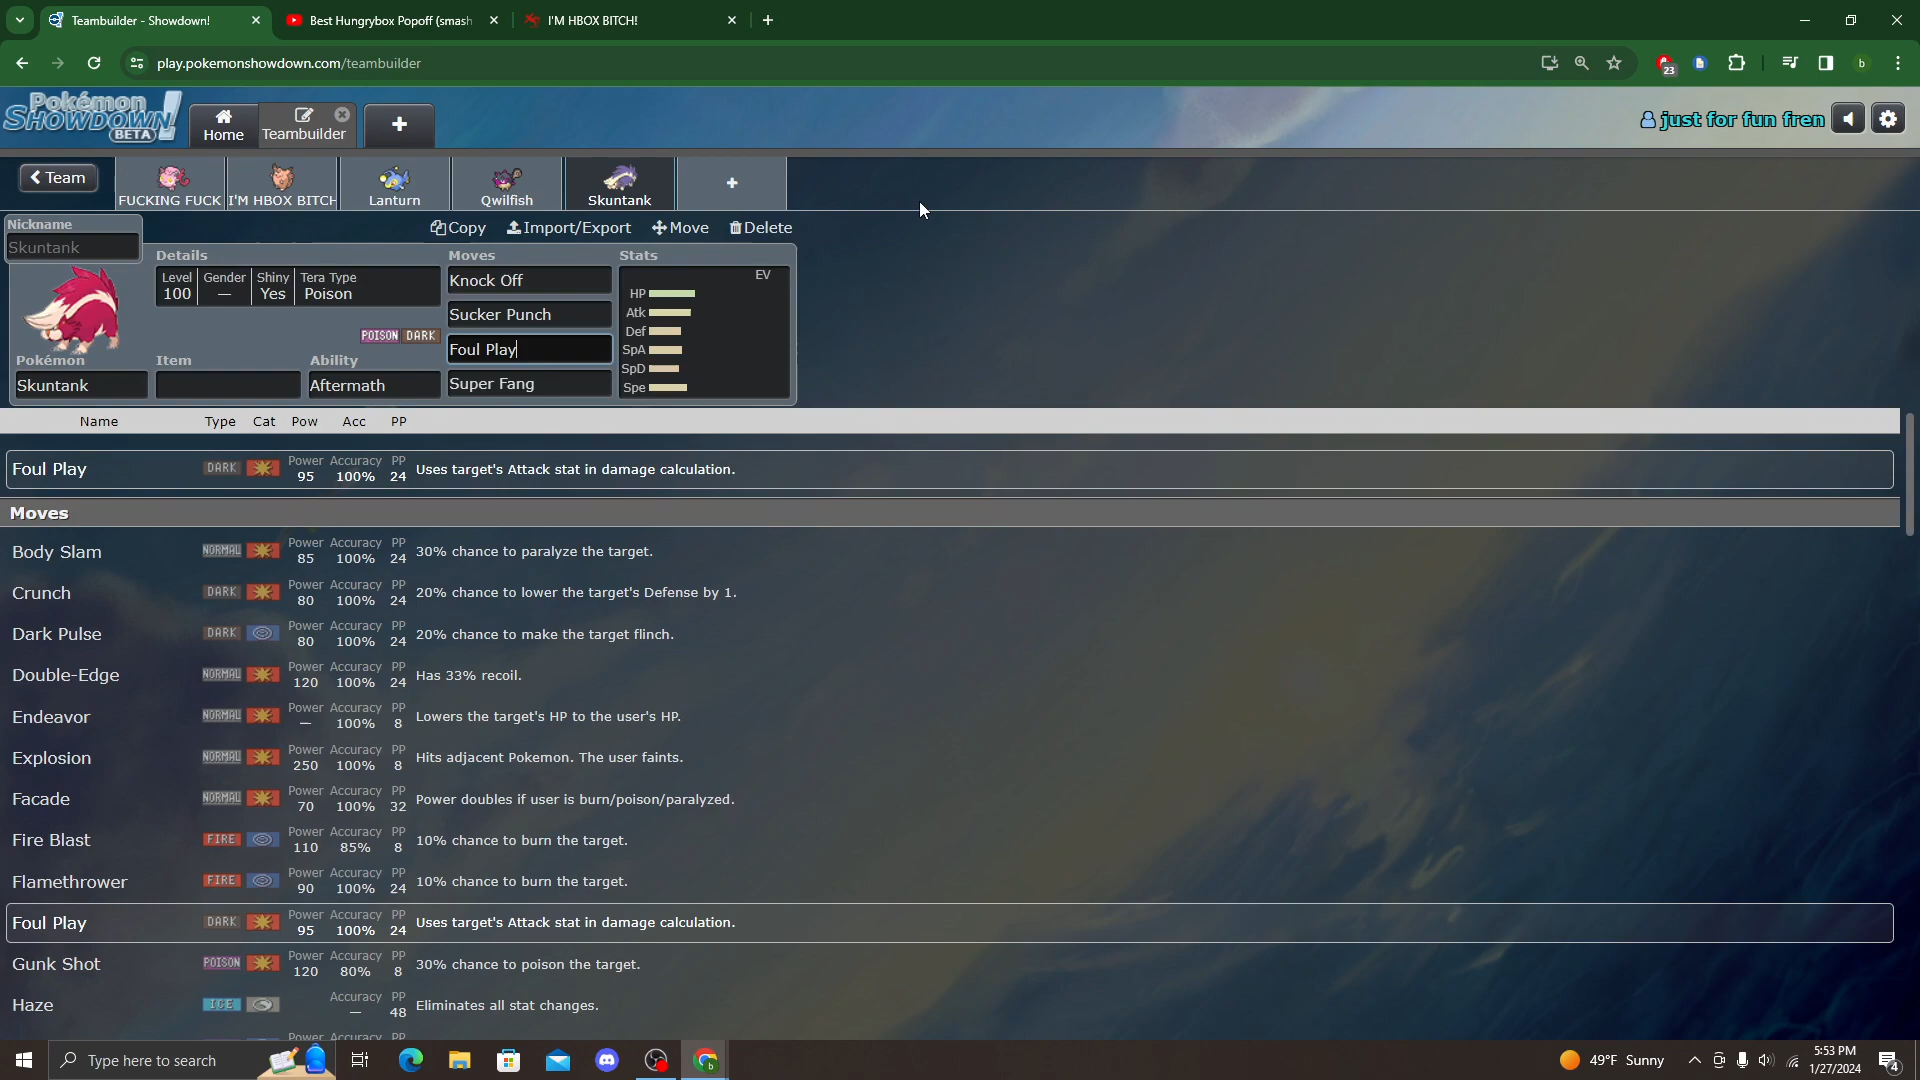 Teambuilder - Showdown!
Best Hungrybox Popoff (smash
I'M HBOX BITCH!
play.pokemonshowdown.com/teambuilder
23
b
Pokémon
SHOWDOWN!
BETA
Home
Teambuilder
+
just for fun fren
Team
FUCKING FUCK
I'M HBOX BITCH
Lanturn
Qwilfish
Skuntank
+
Nickname
Skuntank
Copy
Import/Export
Move
Delete
Details
Moves
Stats
Level
Gender
Shiny
Tera Type
100
—
Yes
Poison
POISON
DARK
Pokémon
Item
Ability
Skuntank
Aftermath
Knock Off
Sucker Punch
Foul Play
Super Fang
EV
HP
Atk
Def
SpA
SpD
Spe
Name Type Cat Pow Acc PP
Foul Play DARK Power 95 Accuracy 100% PP 24 Uses target's Attack stat in damage calculation.
Moves
Body Slam NORMAL Power 85 Accuracy 100% PP 24 30% chance to paralyze the target.
Crunch DARK Power 80 Accuracy 100% PP 24 20% chance to lower the target's Defense by 1.
Dark Pulse DARK Power 80 Accuracy 100% PP 24 20% chance to make the target flinch.
Double-Edge NORMAL Power 120 Accuracy 100% PP 24 Has 33% recoil.
Endeavor NORMAL Power — Accuracy 100% PP 8 Lowers the target's HP to the user's HP.
Explosion NORMAL Power 250 Accuracy 100% PP 8 Hits adjacent Pokemon. The user faints.
Facade NORMAL Power 70 Accuracy 100% PP 32 Power doubles if user is burn/poison/paralyzed.
Fire Blast FIRE Power 110 Accuracy 85% PP 8 10% chance to burn the target.
Flamethrower FIRE Power 90 Accuracy 100% PP 24 10% chance to burn the target.
Foul Play DARK Power 95 Accuracy 100% PP 24 Uses target's Attack stat in damage calculation.
Gunk Shot POISON Power 120 Accuracy 80% PP 8 30% chance to poison the target.
Haze ICE Accuracy — PP 48 Eliminates all stat changes.
Power Accuracy PP
Type here to search
b
49°F Sunny
5:53 PM
1/27/2024
4